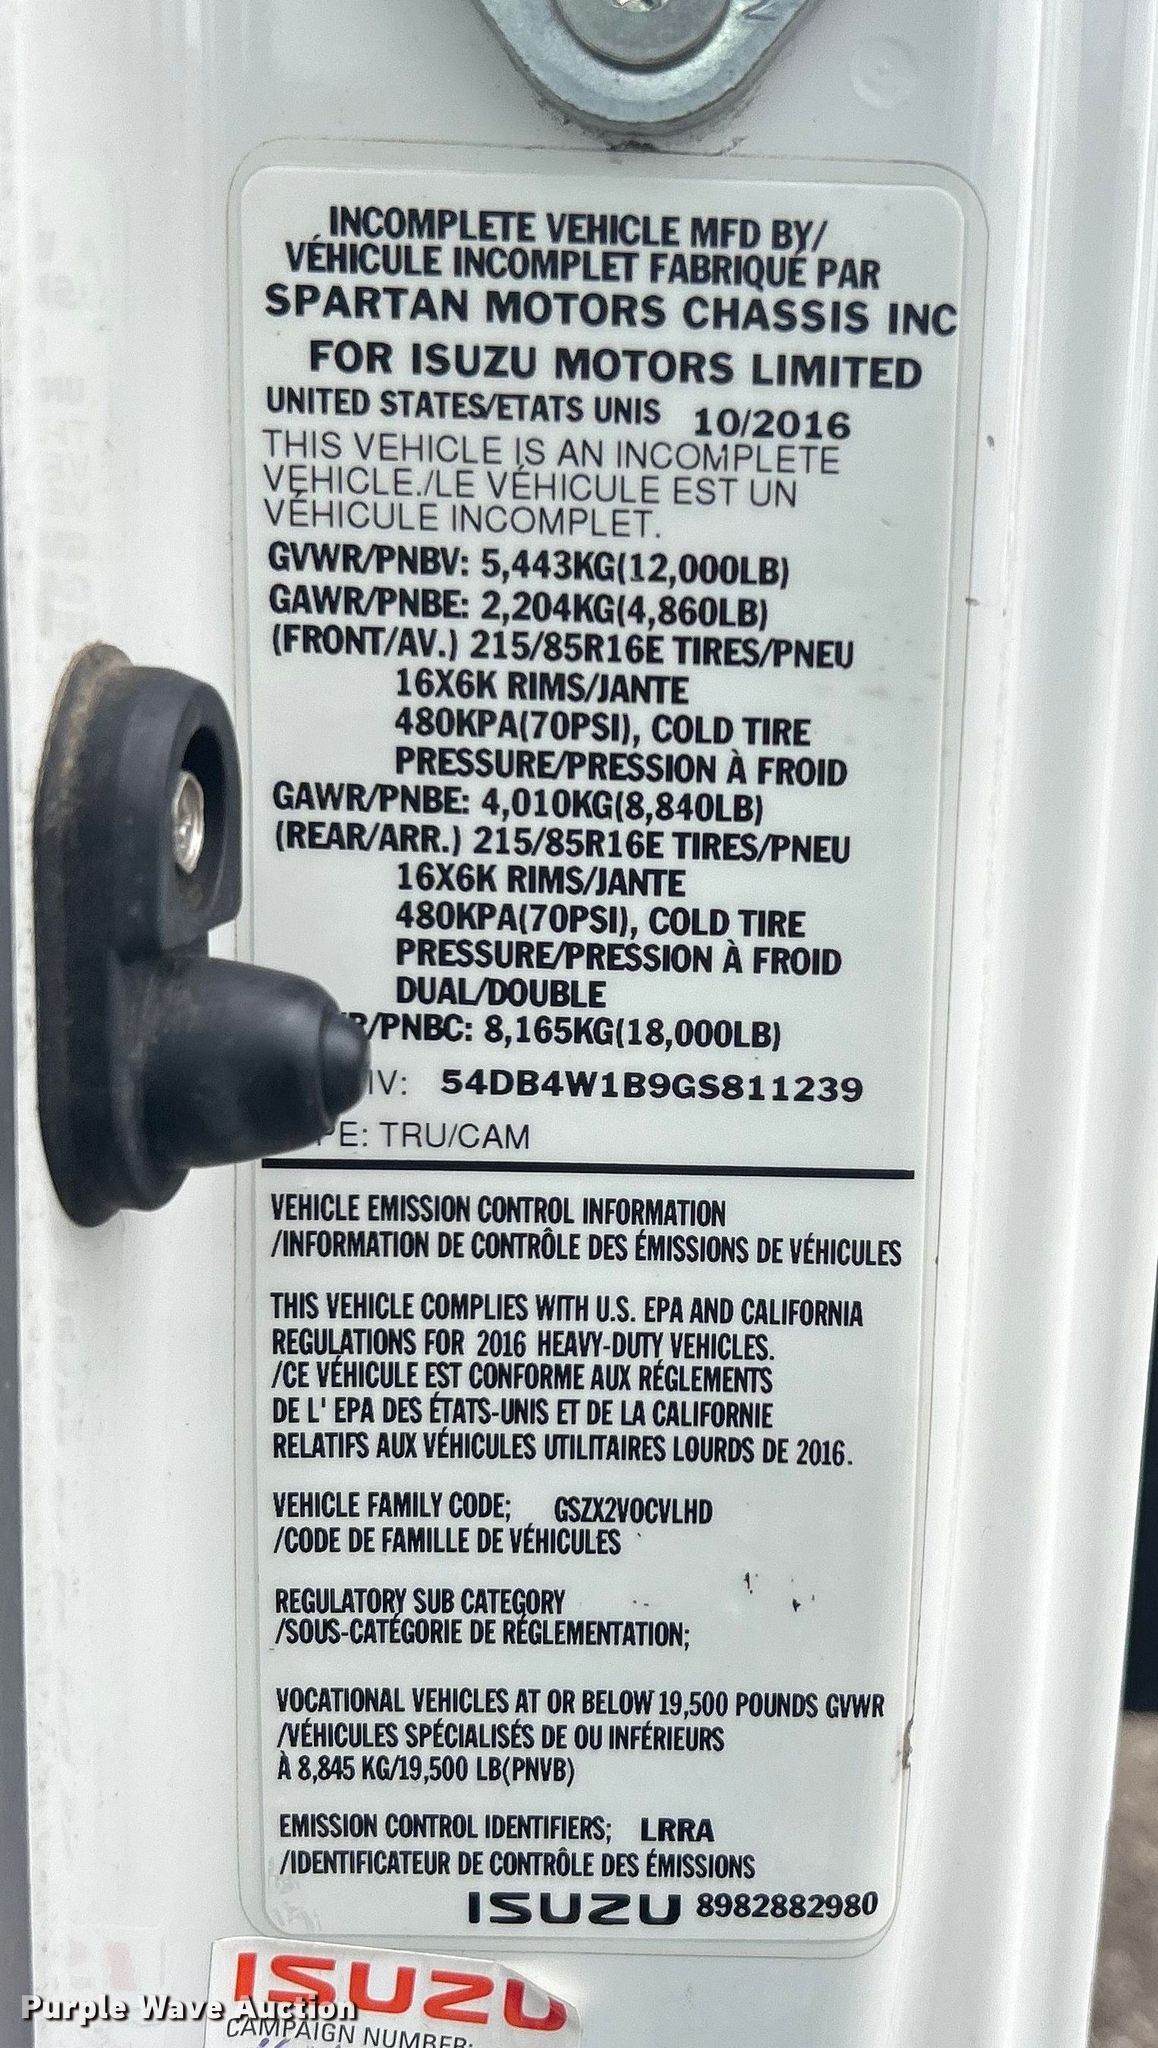 INCOMPLETE VEHICLE MFD BY/
VÉHICULE INCOMPLET FABRIQUÉ PAR
SPARTAN MOTORS CHASSIS INC
FOR ISUZU MOTORS LIMITED
UNITED STATES/ETATS UNIS 10/2016
THIS VEHICLE IS AN INCOMPLETE
VEHICLE./LE VÉHICULE EST UN
VÉHICULE INCOMPLET.
GVWR/PNBV: 5,443KG(12,000LB)
GAWR/PNBE: 2,204KG(4,860LB)
(FRONT/AV.) 215/85R16E TIRES/PNEU
16X6K RIMS/JANTE
480KPA(70PSI), COLD TIRE
PRESSURE/PRESSION À FROID
GAWR/PNBE: 4,010KG(8,840LB)
(REAR/ARR.) 215/85R16E TIRES/PNEU
16X6K RIMS/JANTE
480KPA(70PSI), COLD TIRE
PRESSURE/PRESSION À FROID
DUAL/DOUBLE
/PNBC: 8,165KG(18,000LB)
IV: 54DB4W1B9GS811239
PE: TRU/CAM
VEHICLE EMISSION CONTROL INFORMATION
/INFORMATION DE CONTRÔLE DES ÉMISSIONS DE VÉHICULES
THIS VEHICLE COMPLIES WITH U.S. EPA AND CALIFORNIA
REGULATIONS FOR 2016 HEAVY-DUTY VEHICLES.
/CE VÉHICULE EST CONFORME AUX RÉGLEMENTS
DE L' EPA DES ÉTATS-UNIS ET DE LA CALIFORNIE
RELATIFS AUX VÉHICULES UTILITAIRES LOURDS DE 2016.
VEHICLE FAMILY CODE; GSZX2VOCVLHD
/CODE DE FAMILLE DE VÉHICULES
REGULATORY SUB CATEGORY
/SOUS-CATÉGORIE DE RÉGLEMENTATION;
VOCATIONAL VEHICLES AT OR BELOW 19,500 POUNDS GVWR
/VÉHICULES SPÉCIALISÉS DE OU INFÉRIEURS
À 8,845 KG/19,500 LB(PNVB)
EMISSION CONTROL IDENTIFIERS; LRRA
/IDENTIFICATEUR DE CONTRÔLE DES ÉMISSIONS
ISUZU 8982882980
ISUZU
Purple Wave Auction
CAMPAIGN NUMBER: